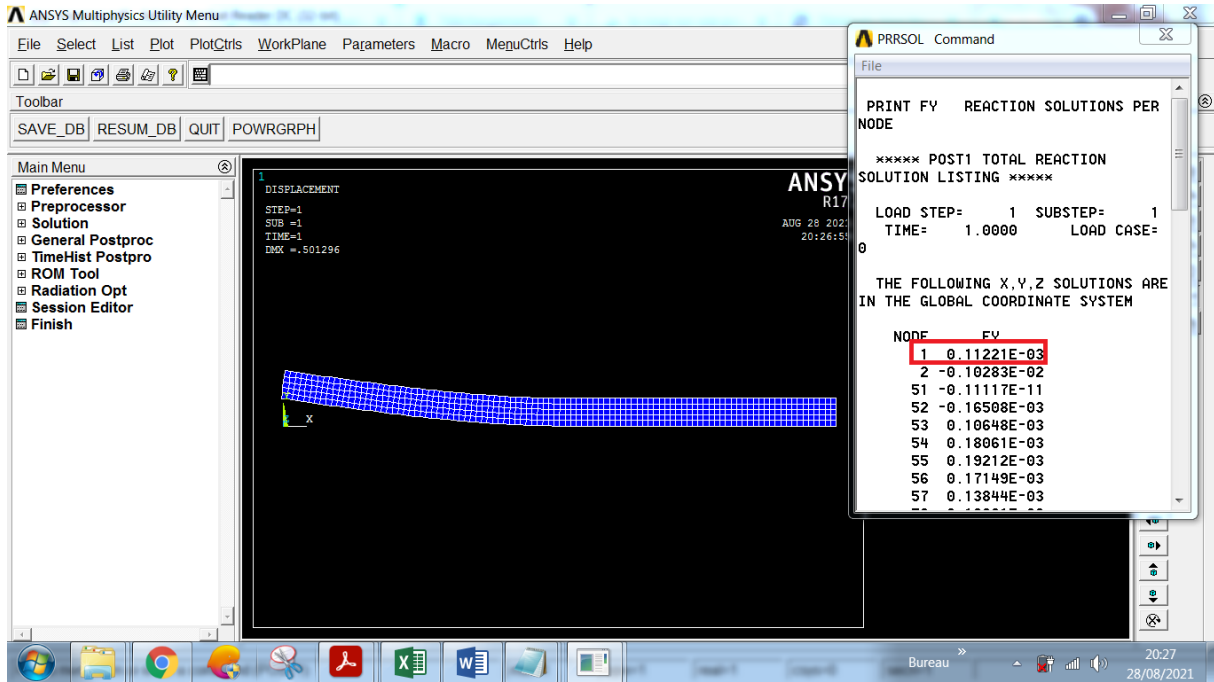 ANSYS Multiphysics Utility Menu
File Select List Plot PlotCtrls WorkPlane Parameters Macro MenuCtrls Help
Toolbar
SAVE_DB RESUM_DB QUIT POWRGRPH
Main Menu
Preferences
Preprocessor
Solution
General Postproc
TimeHist Postpro
ROM Tool
Radiation Opt
Session Editor
Finish
1
DISPLACEMENT
STEP=1
SUB =1
TIME=1
DMX =.501296
ANSY
R17
AUG 28 202
20:26:5
X
PRRSOL Command
File
PRINT FY REACTION SOLUTIONS PER
NODE
***** POST1 TOTAL REACTION
SOLUTION LISTING *****
LOAD STEP= 1 SUBSTEP= 1
TIME= 1.0000 LOAD CASE=
0
THE FOLLOWING X,Y,Z SOLUTIONS ARE
IN THE GLOBAL COORDINATE SYSTEM
NODE FY
1 0.11221E-03
2 -0.10283E-02
51 -0.11117E-11
52 -0.16508E-03
53 0.10648E-03
54 0.18061E-03
55 0.19212E-03
56 0.17149E-03
57 0.13844E-03
Bureau
20:27
28/08/2021